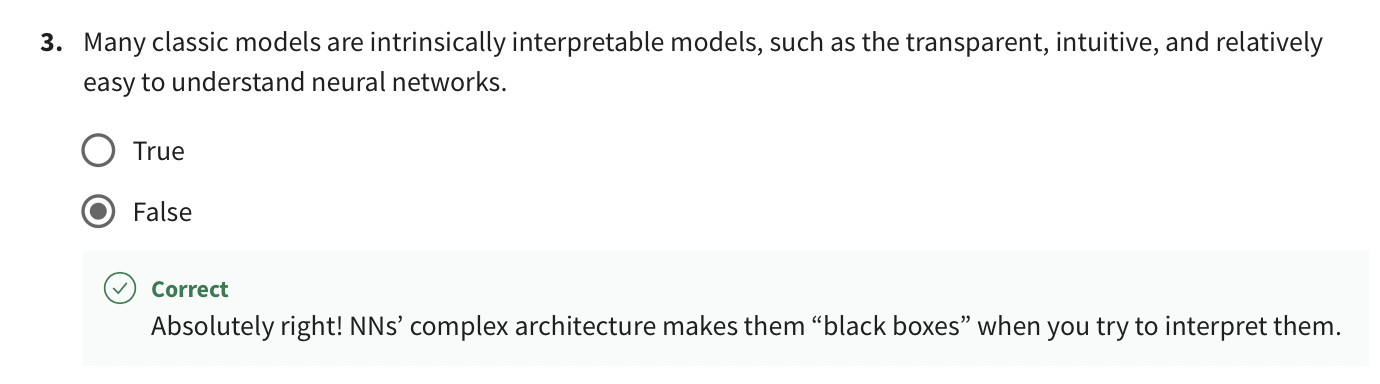 3. Many classic models are intrinsically interpretable models, such as the transparent, intuitive, and relatively
easy to understand neural networks.
True
False
Correct
Absolutely right! NNs’ complex architecture makes them “black boxes” when you try to interpret them.